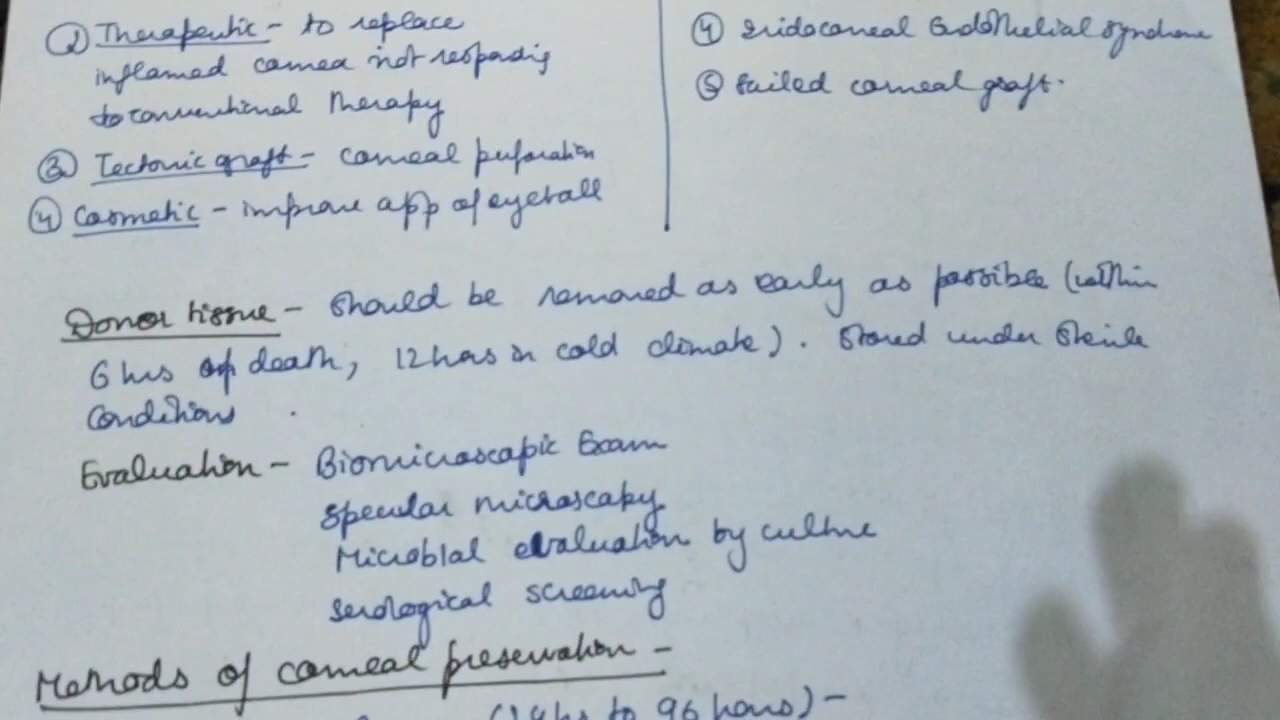 ② Therapeutic - to replace
inflamed cornea not responding
to conventional therapy
③ Tectonic graft - corneal perforation
④ Cosmetic - improve app of eyeball
④ Iridocorneal Endothelial syndrome
⑤ Failed corneal graft.
Donor tissue - Should be removed as early as possible (within
6 hrs of death, 12 hrs in cold climate). Stored under Sterile
Conditions.
Evaluation - Biomicroscopic Exam
Specular microscopy
Microbial evaluation by culture
Serological screening
Methods of corneal preservation -
to 96 hours) -